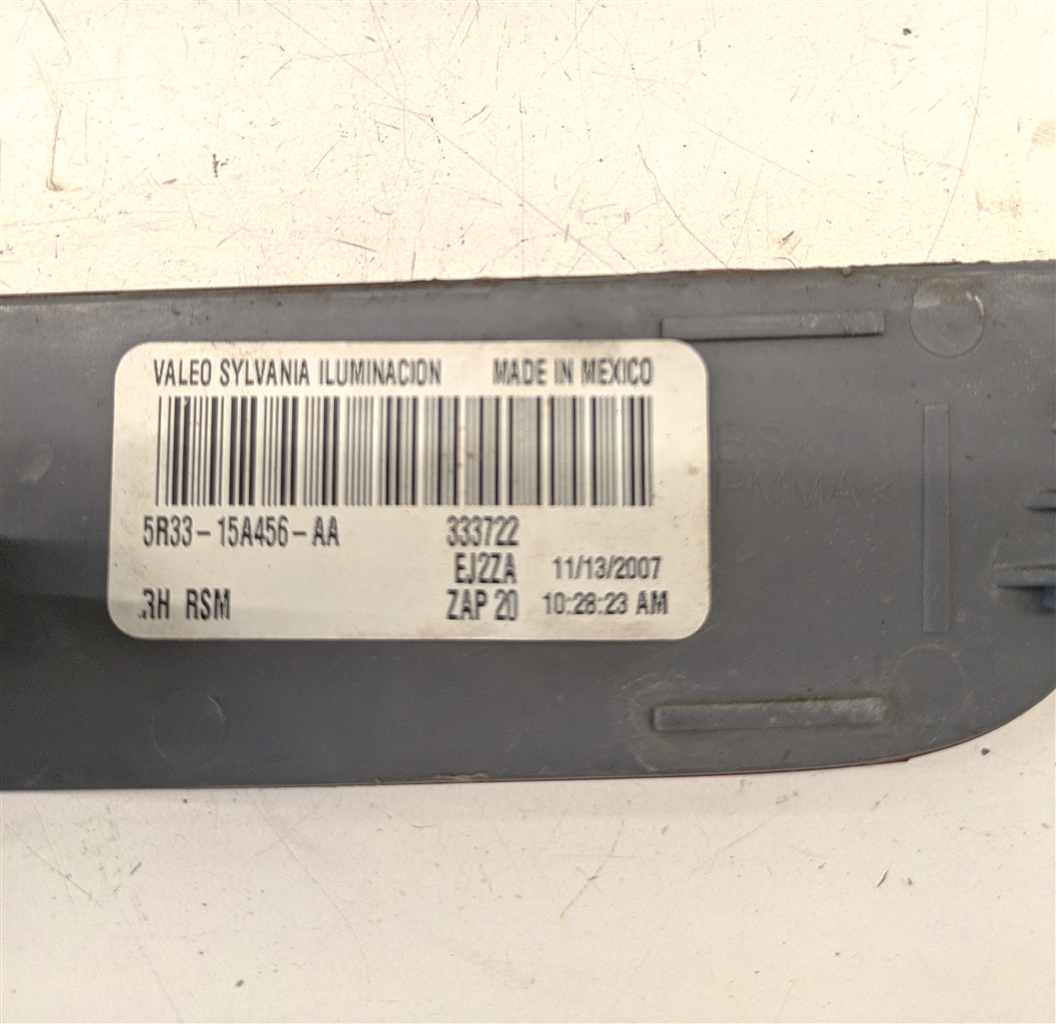 VALEO SYLVANIA ILUMINACION MADE IN MEXICO
5R33-15A456-AA 333722
EJ2ZA 11/13/2007
RH RSM ZAP 20 10:28:23 AM
PMMA<